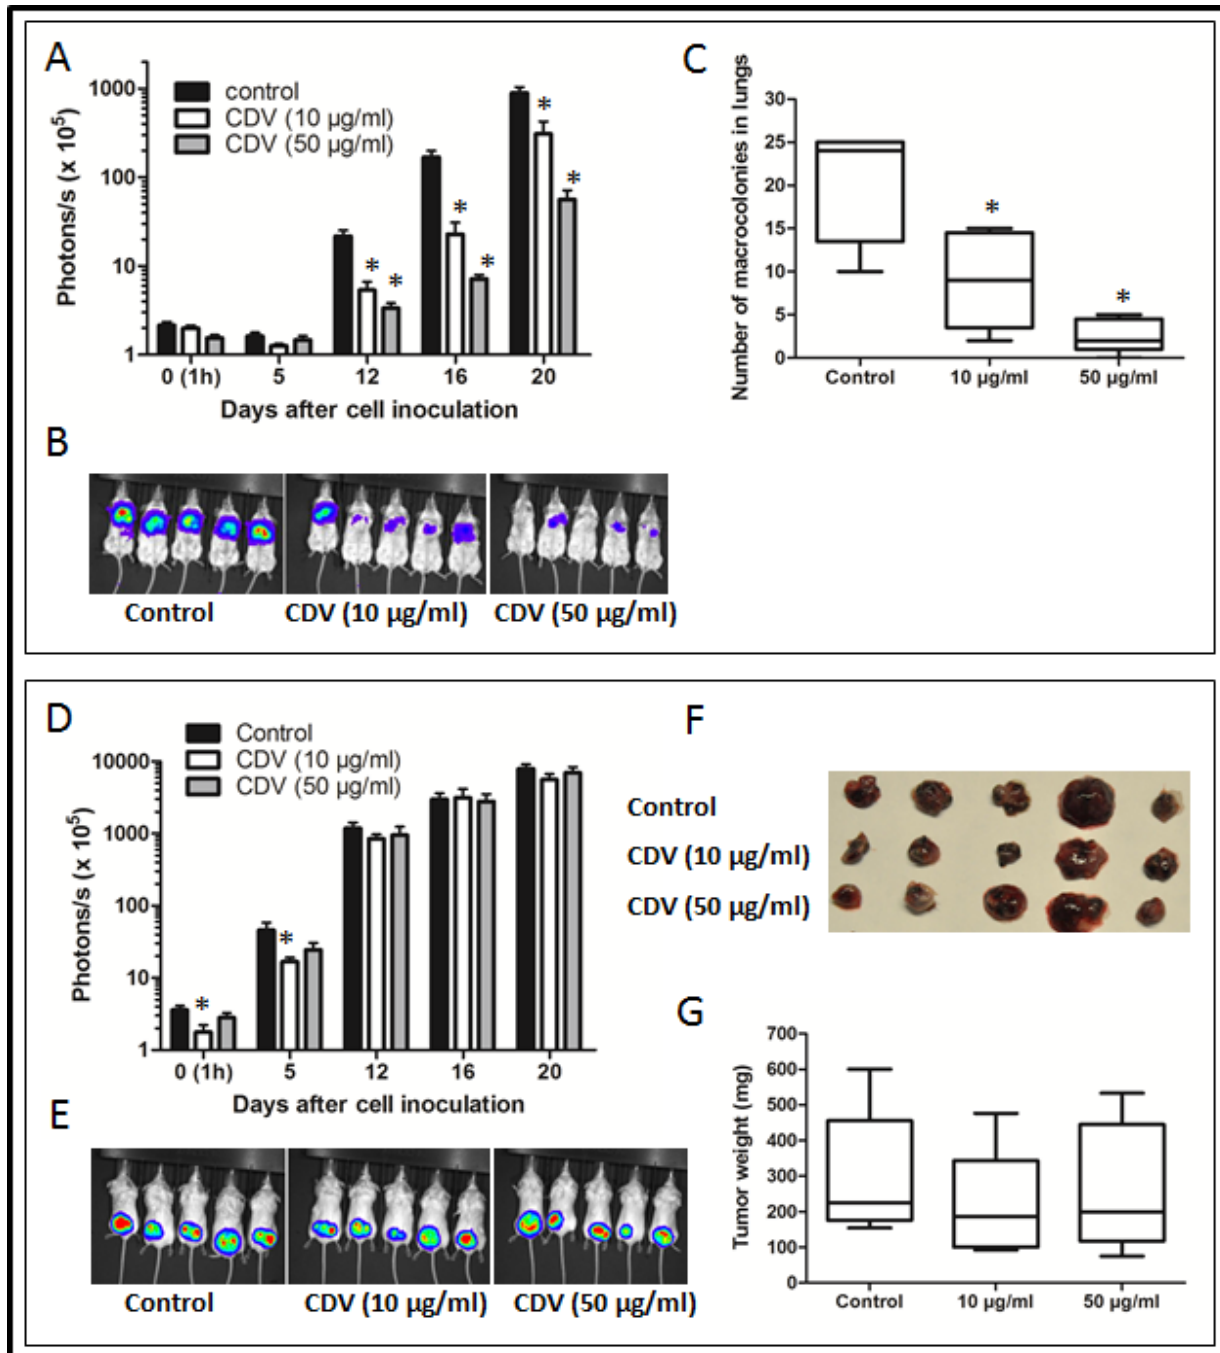 A
control
CDV (10 µg/ml)
CDV (50 µg/ml)
Photons/s (x 10⁵)
1000
100
10
1
* * * * * *
0 (1h) 5 12 16 20
Days after cell inoculation
C
Number of macrocolonies in lungs
30
25
20
15
10
5
0
* *
Control 10 µg/ml 50 µg/ml
B
Control CDV (10 µg/ml) CDV (50 µg/ml)
D
Control
CDV (10 µg/ml)
CDV (50 µg/ml)
Photons/s (x 10⁵)
10000
1000
100
10
1
* *
0 (1h) 5 12 16 20
Days after cell inoculation
F
Control
CDV (10 µg/ml)
CDV (50 µg/ml)
E
Control CDV (10 µg/ml) CDV (50 µg/ml)
G
Tumor weight (mg)
700
600
500
400
300
200
100
0
Control 10 µg/ml 50 µg/ml